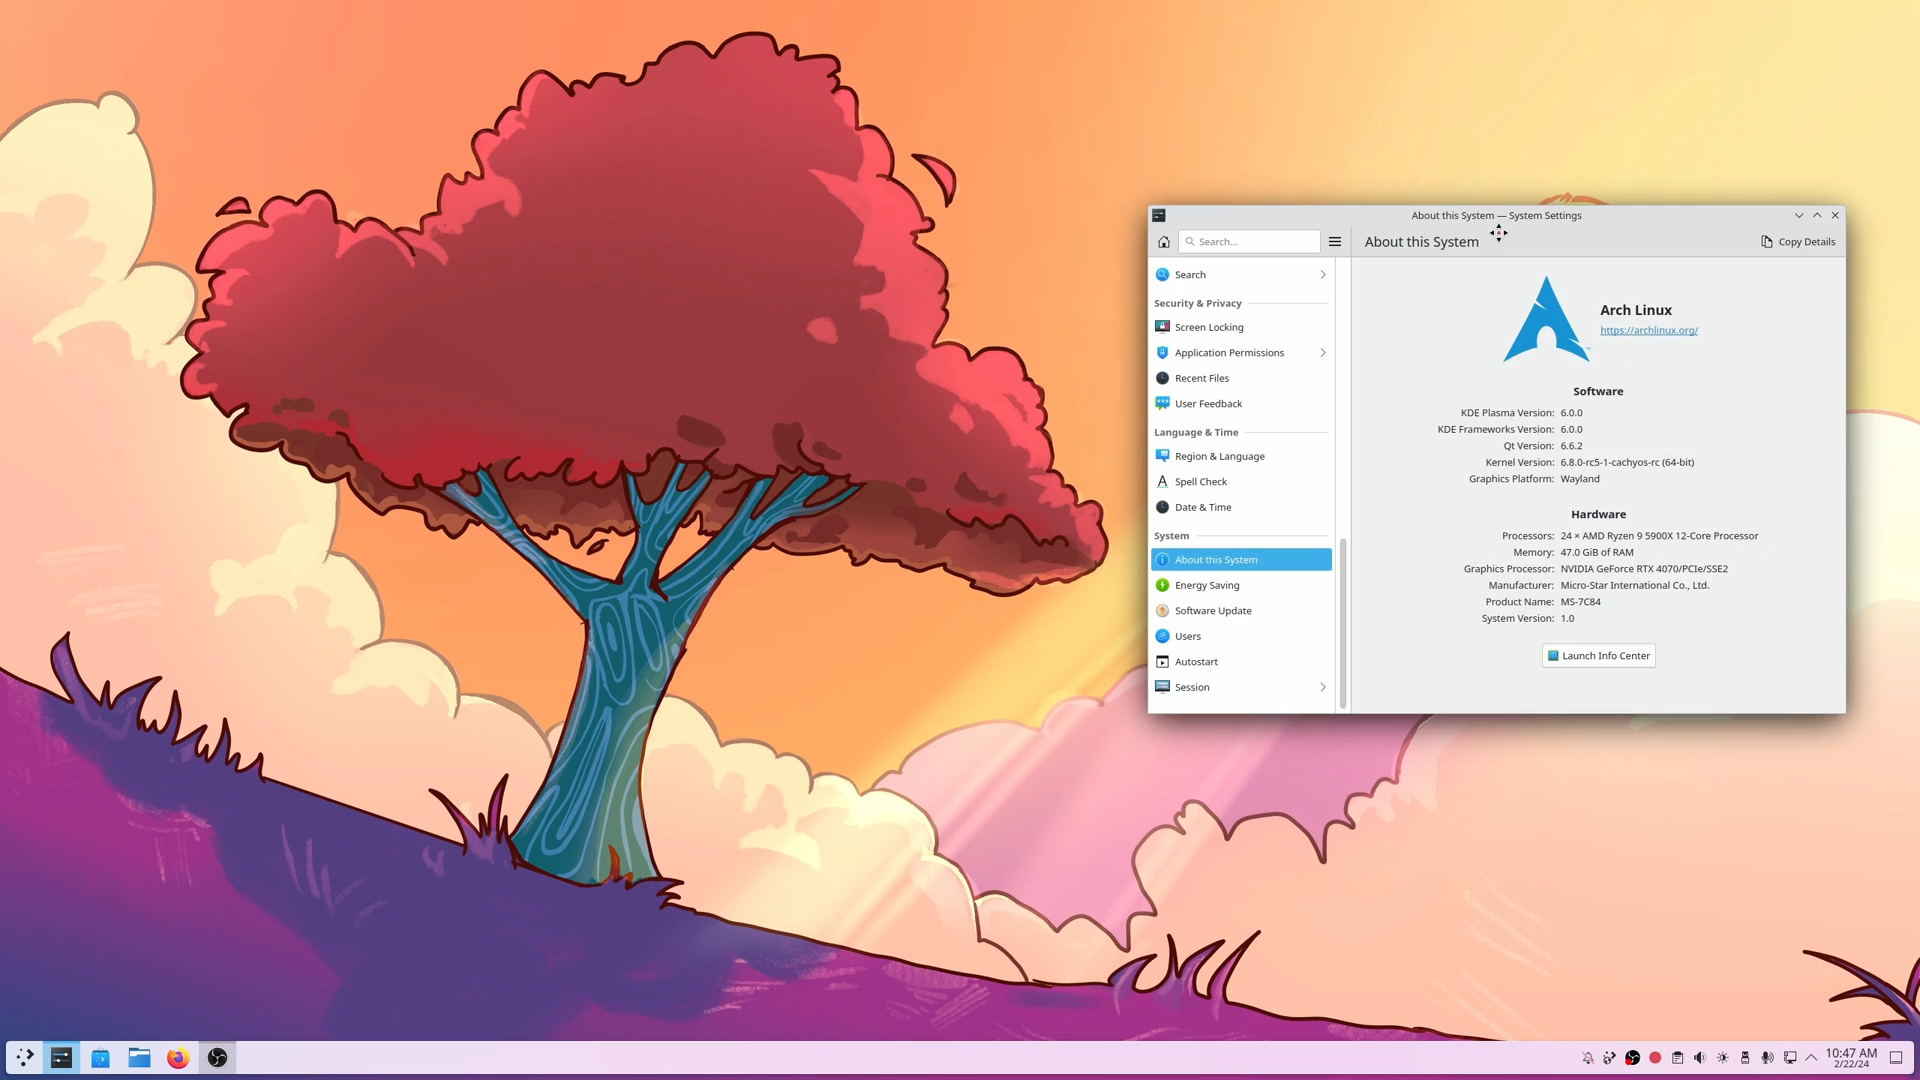 About this System — System Settings
Search...
About this System
Copy Details
Search
Security & Privacy
Screen Locking
Application Permissions
Recent Files
User Feedback
Language & Time
Region & Language
Spell Check
Date & Time
System
About this System
Energy Saving
Software Update
Users
Autostart
Session
Arch Linux
https://archlinux.org/
Software
KDE Plasma Version: 6.0.0
KDE Frameworks Version: 6.0.0
Qt Version: 6.6.2
Kernel Version: 6.8.0-rc5-1-cachyos-rc (64-bit)
Graphics Platform: Wayland
Hardware
Processors: 24 × AMD Ryzen 9 5900X 12-Core Processor
Memory: 47.0 GiB of RAM
Graphics Processor: NVIDIA GeForce RTX 4070/PCIe/SSE2
Manufacturer: Micro-Star International Co., Ltd.
Product Name: MS-7C84
System Version: 1.0
Launch Info Center
10:47 AM
2/22/24